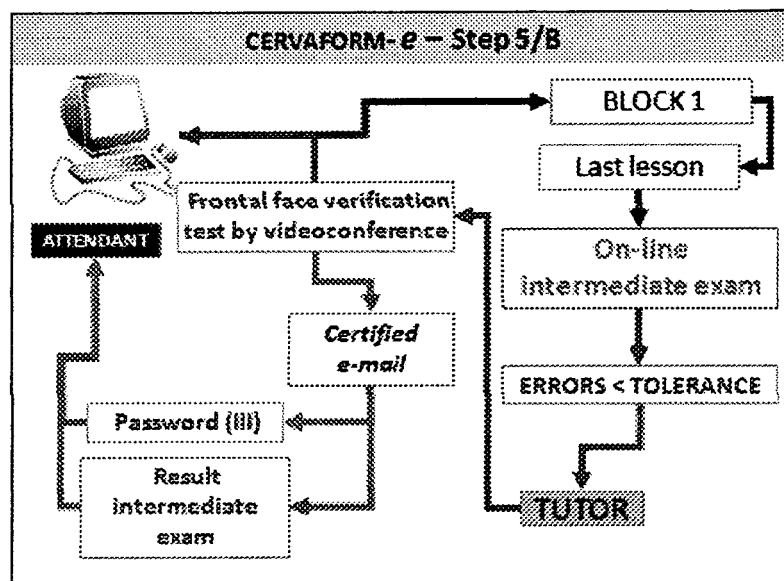 CERVAFORM-e – Step 5/B
BLOCK 1
Last lesson
Frontal face verification
test by videoconference
ATTENDANT
On-line
intermediate exam
Certified
e-mail
ERRORS < TOLERANCE
Password (III)
Result
intermediate
exam
TUTOR